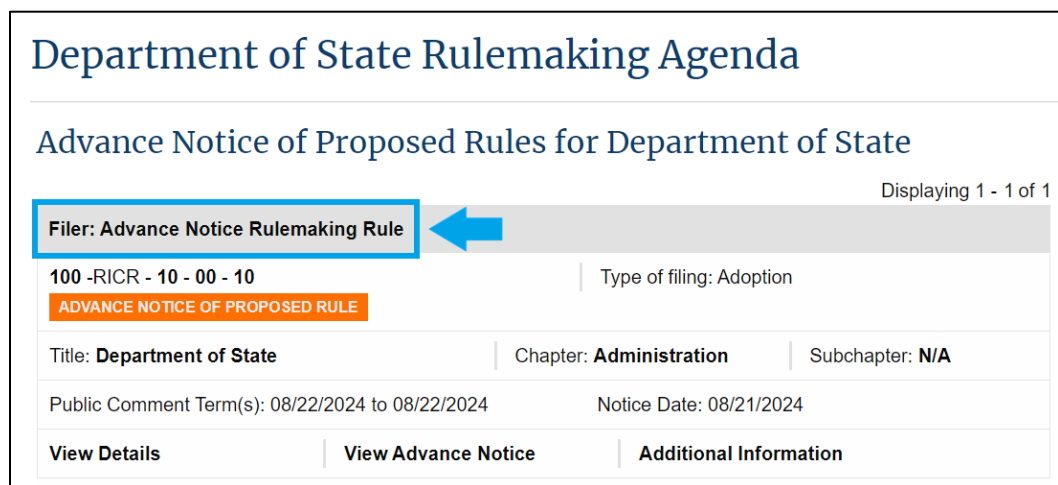 Department of State Rulemaking Agenda
Advance Notice of Proposed Rules for Department of State
Displaying 1 - 1 of 1
Filer: Advance Notice Rulemaking Rule
100 -RICR - 10 - 00 - 10 Type of filing: Adoption
ADVANCE NOTICE OF PROPOSED RULE
Title: Department of State Chapter: Administration Subchapter: N/A
Public Comment Term(s): 08/22/2024 to 08/22/2024 Notice Date: 08/21/2024
View Details View Advance Notice Additional Information